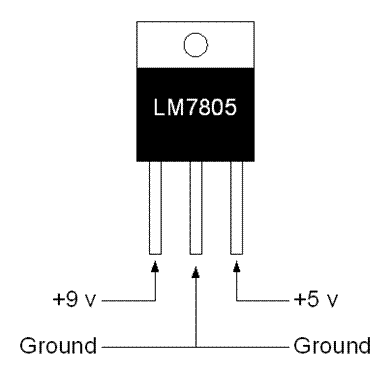 LM7805
+9 v
+5 v
Ground
Ground